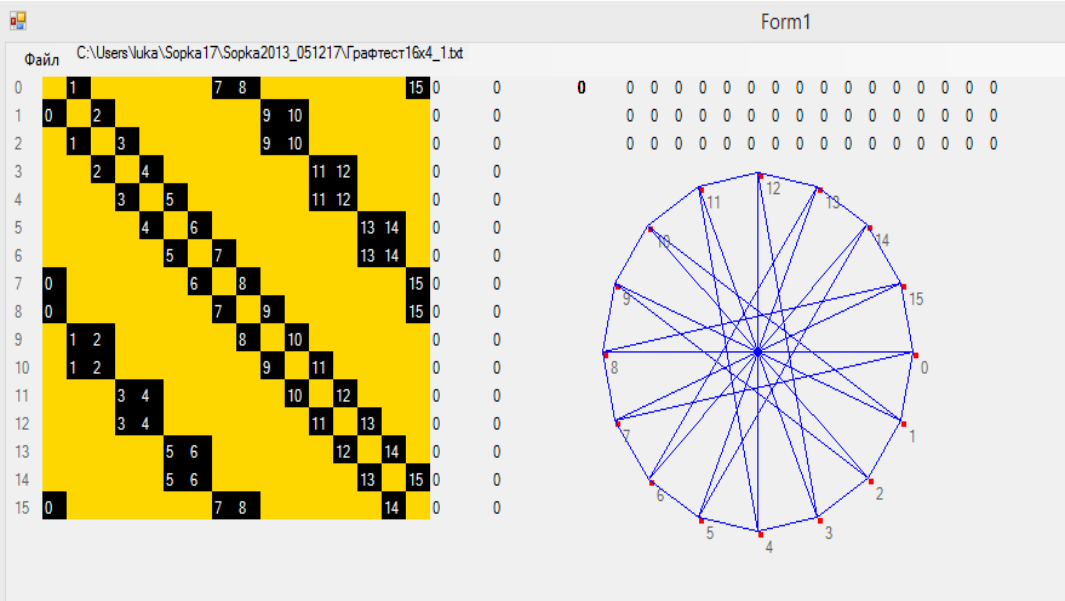 Form1
Файл C:\Users\luka\Sopka17\Sopka2013_051217\Графтест16x4_1.txt
0 1 7 8 15 0 0 0 0 0 0 0 0 0 0 0 0 0 0 0 0 0 0 0
1 0 2 9 10 0 0 0 0 0 0 0 0 0 0 0 0 0 0 0 0 0 0
2 1 3 9 10 0 0 0 0 0 0 0 0 0 0 0 0 0 0 0 0 0 0
3 2 4 11 12 0 0
4 3 5 11 12 0 0
5 4 6 13 14 0 0
6 5 7 13 14 0 0
7 0 6 8 15 0 0
8 0 7 9 15 0 0
9 1 2 8 10 0 0
10 1 2 9 11 0 0
11 3 4 10 12 0 0
12 3 4 11 13 0 0
13 5 6 12 14 0 0
14 5 6 13 15 0 0
15 0 7 8 14 0 0
12
11 13
10 14
9 15
8 0
7 1
6 2
5 3
4